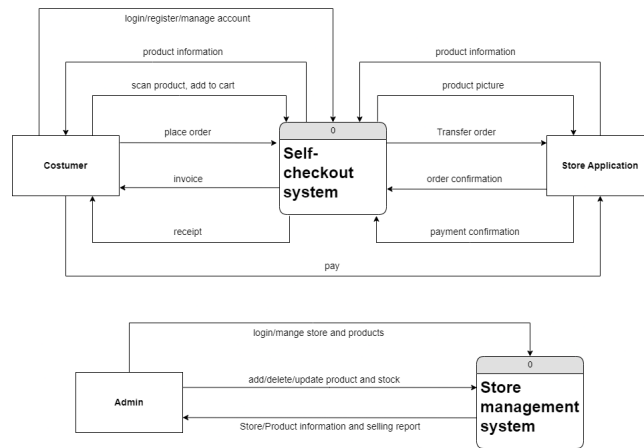 login/register/manage account
product information
product information
scan product, add to cart
product picture
0
place order
Transfer order
Costumer
Self-
checkout
system
Store Application
invoice
order confirmation
receipt
payment confirmation
pay
login/mange store and products
0
add/delete/update product and stock
Admin
Store
management
system
Store/Product information and selling report